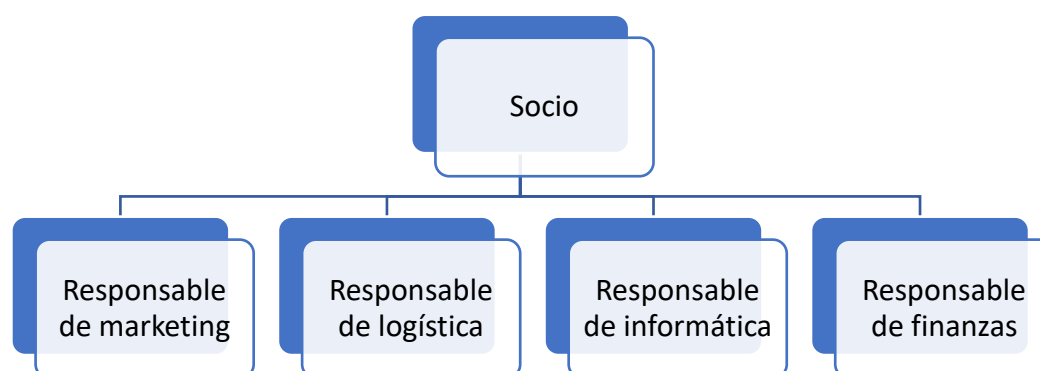 Socio
Responsable
de marketing
Responsable
de logística
Responsable
de informática
Responsable
de finanzas